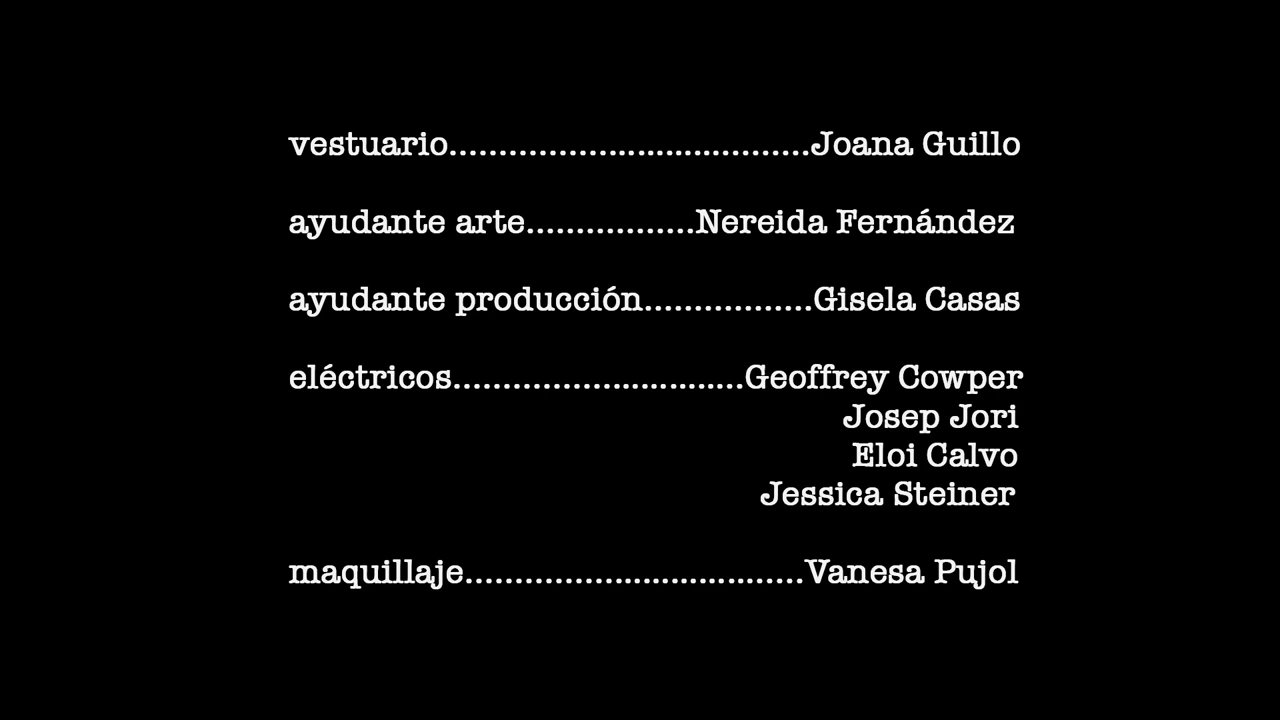 vestuario....................................Joana Guillo
ayudante arte.................Nereida Fernández
ayudante producción.................Gisela Casas
eléctricos.............................Geoffrey Cowper
Josep Jori
Eloi Calvo
Jessica Steiner
maquillaje..................................Vanesa Pujol